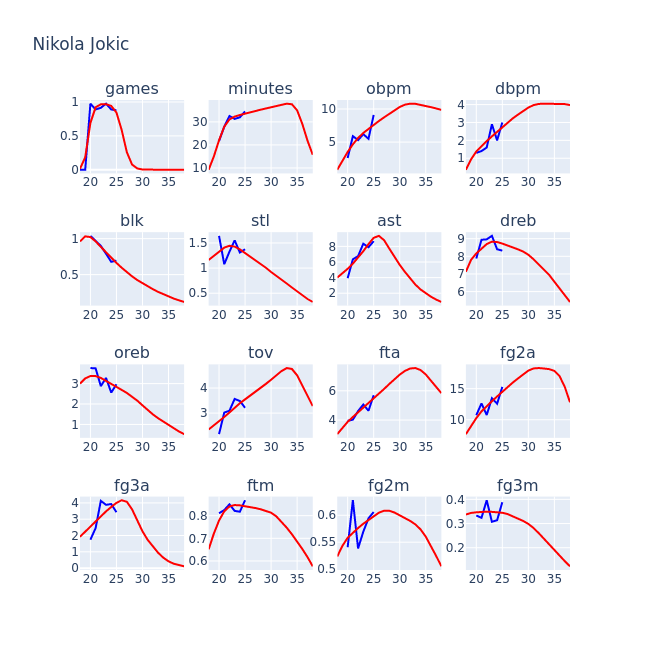 Nikola Jokic
games minutes obpm dbpm
1 0.5 0 20 25 30 35
30 20 10 20 25 30 35
10 5 20 25 30 35
4 3 2 1 20 25 30 35
blk stl ast dreb
1 0.5 20 25 30 35
1.5 1 0.5 20 25 30 35
8 6 4 2 20 25 30 35
9 8 7 6 20 25 30 35
oreb tov fta fg2a
3 2 1 20 25 30 35
4 3 20 25 30 35
6 4 20 25 30 35
15 10 20 25 30 35
fg3a ftm fg2m fg3m
4 3 2 1 0 20 25 30 35
0.8 0.7 0.6 20 25 30 35
0.6 0.55 0.5 20 25 30 35
0.4 0.3 0.2 20 25 30 35